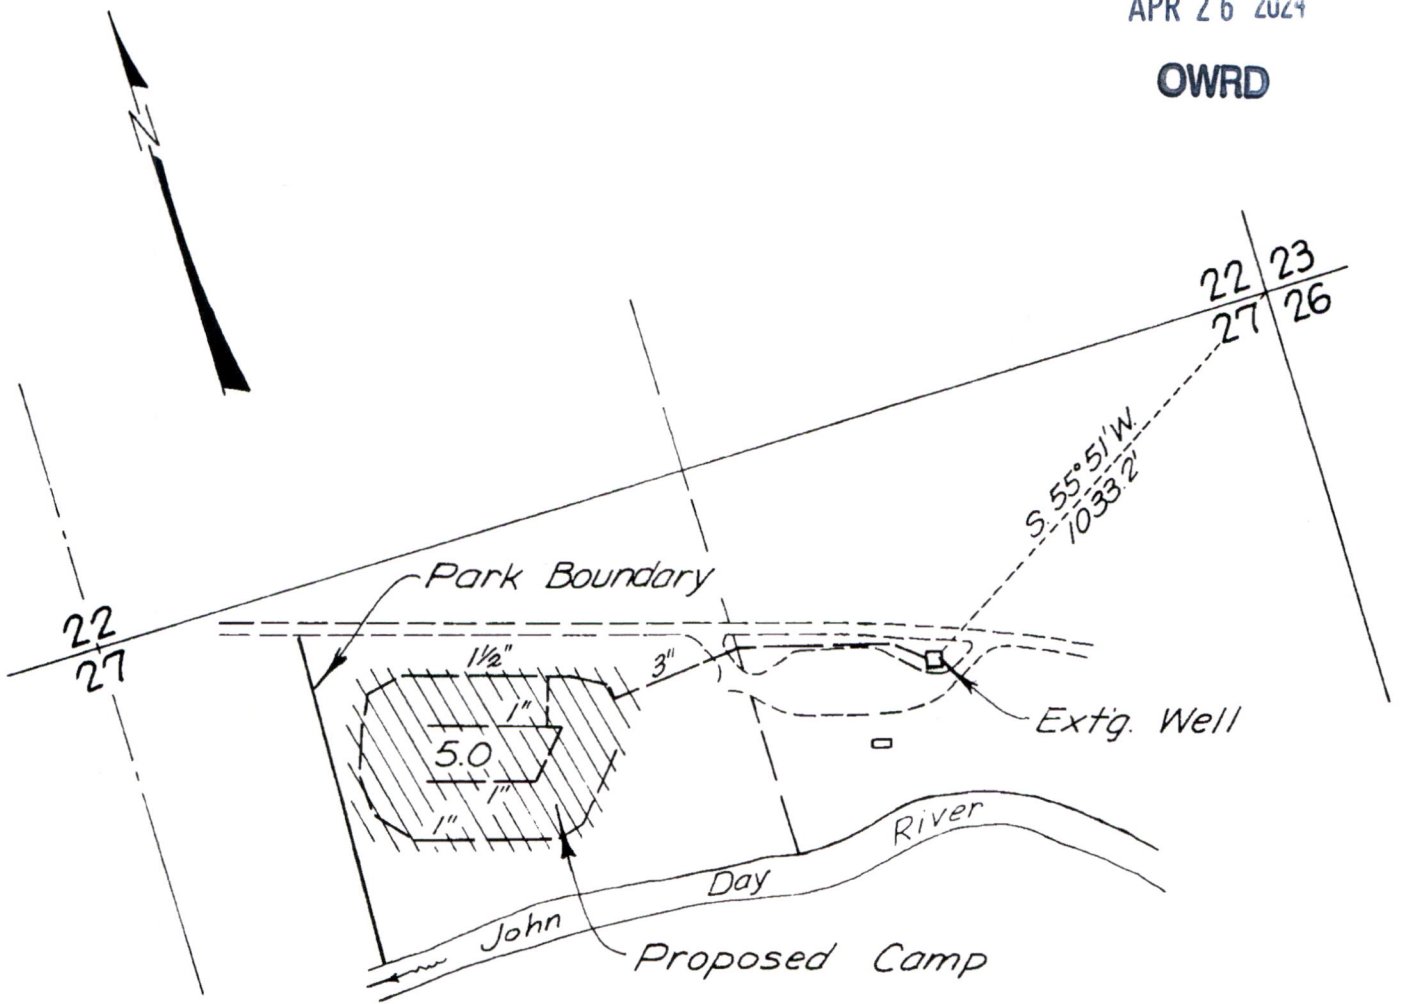 APR 26 2024
OWRD
N
22 23
27 26
S. 55° 51' W.
1033.2'
Park Boundary
22
27
1½"
3"
1"
5.0
1"
1"
Ext'g. Well
River
Day
John
Proposed Camp